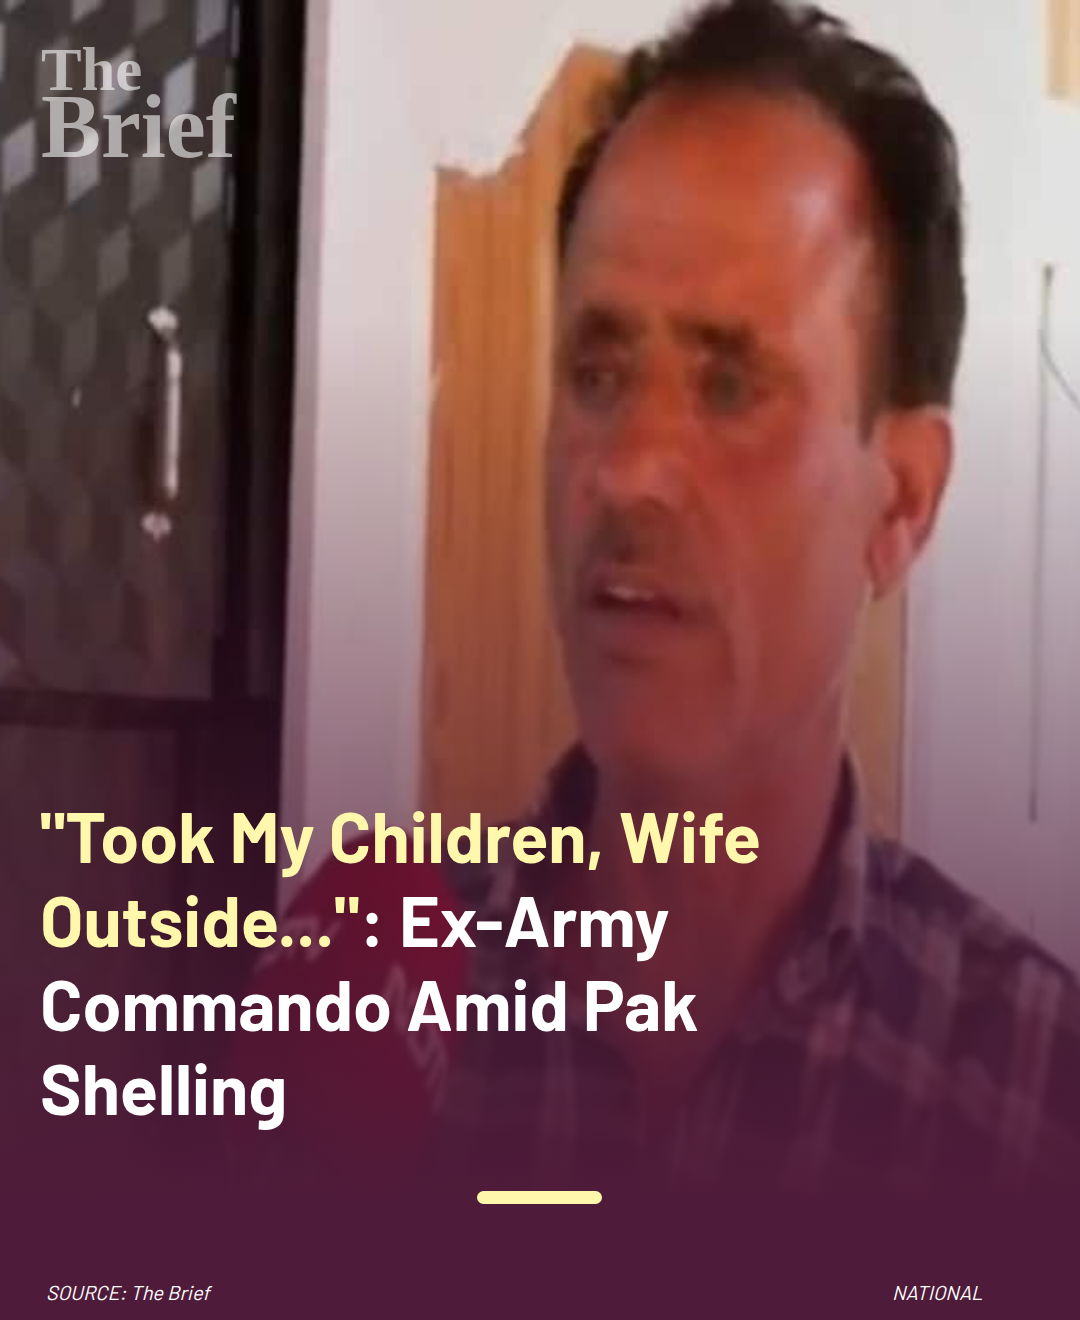 The
Brief
"Took My Children, Wife
Outside...": Ex-Army
Commando Amid Pak
Shelling
SOURCE: The Brief
NATIONAL